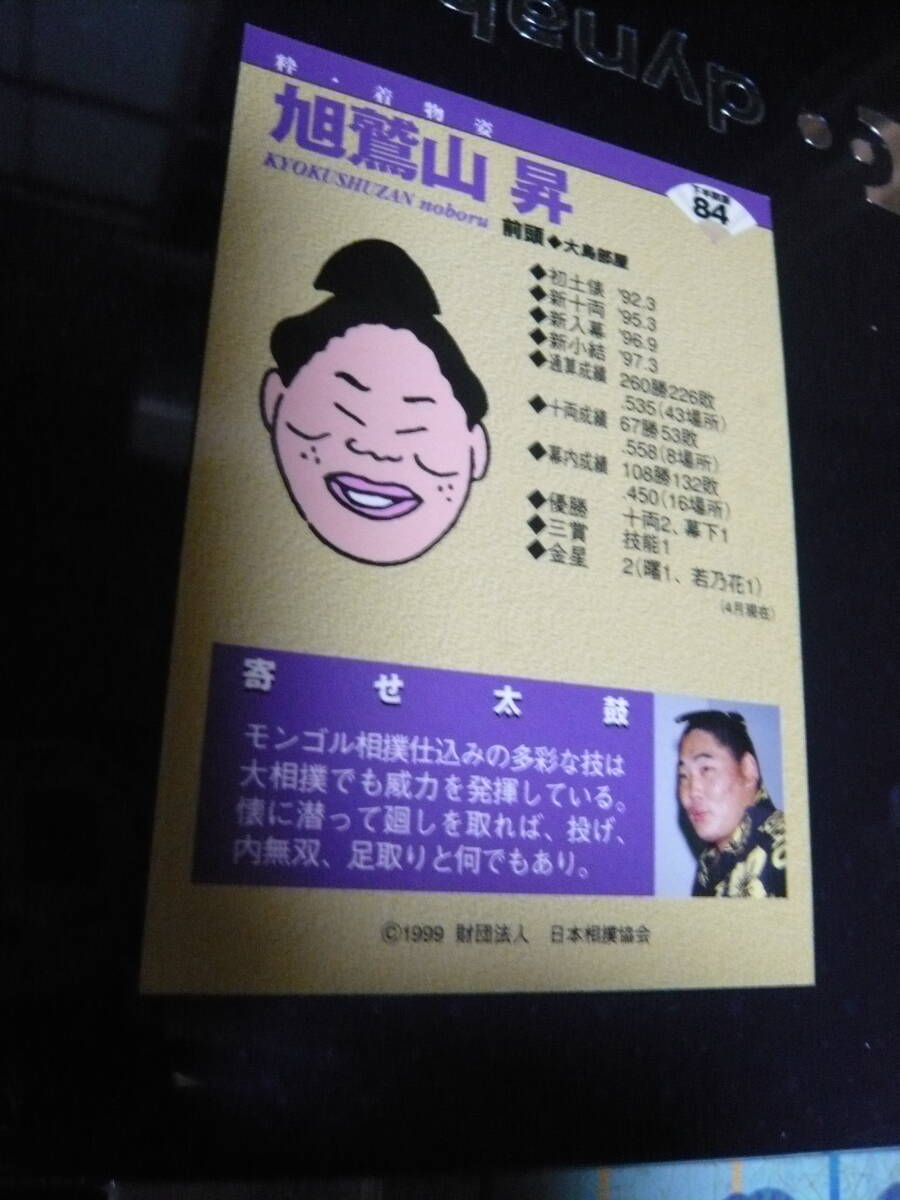 dynab
粋・着物姿
旭鷲山 昇
KYOKUSHUZAN noboru
84
前頭◆大島部屋
◆初土俵 '92.3
◆新十両 '95.3
◆新入幕 '96.9
◆新小結 '97.3
◆通算成績 260勝226敗
.535(43場所)
◆十両成績 67勝53敗
.558(8場所)
◆幕内成績 108勝132敗
.450(16場所)
◆優勝 十両2、幕下1
◆三賞 技能1
◆金星 2(曙1、若乃花1)
(4月現在)
寄せ太鼓
モンゴル相撲仕込みの多彩な技は
大相撲でも威力を発揮している。
懐に潜って廻しを取れば、投げ、
内無双、足取りと何でもあり。
©1999 財団法人 日本相撲協会